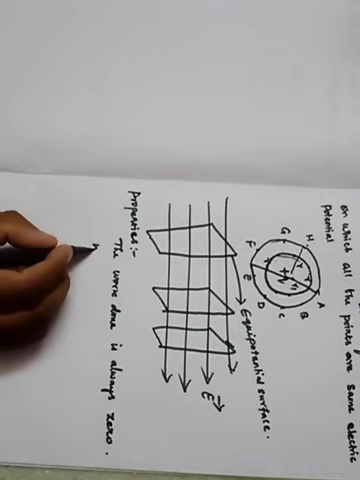 on which all the points are same electric
potential
A
B
C
D
E
F
G
H
Equipotential surface.
E
Properties:-
The work done is always zero.